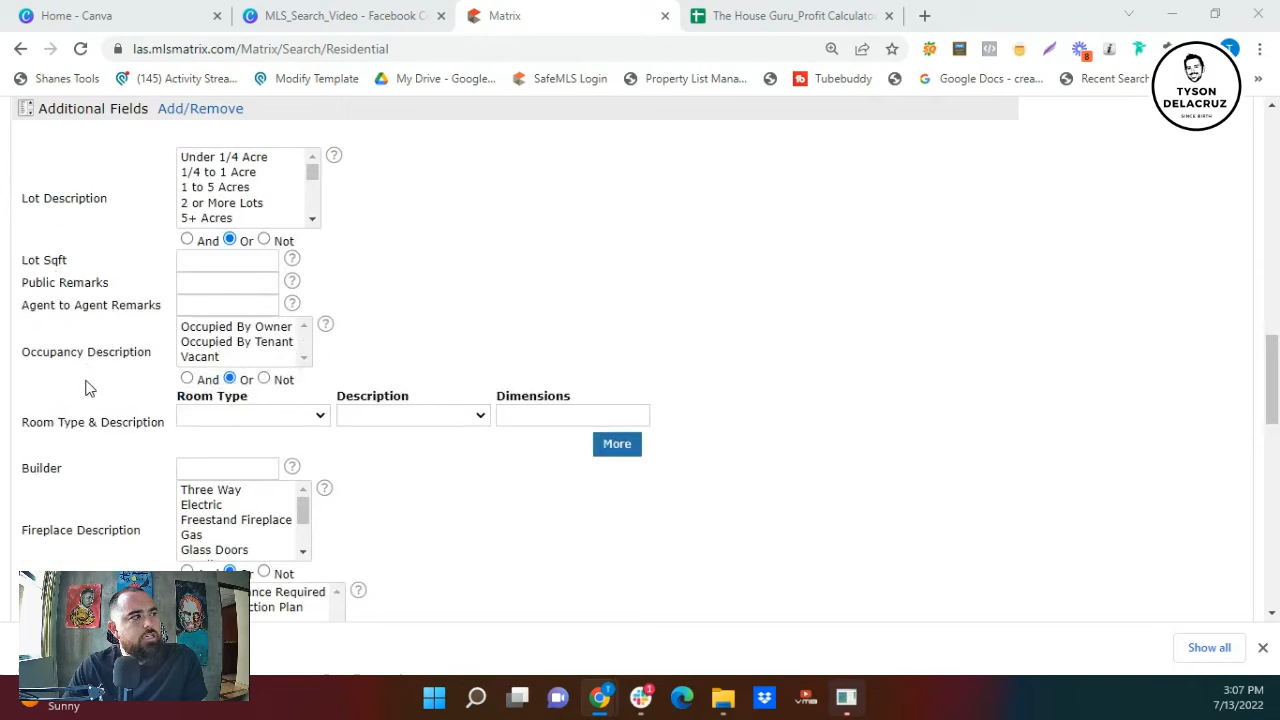 Home - Canva
MLS_Search_Video - Facebook C
Matrix
The House Guru_Profit Calculator
las.mlsmatrix.com/Matrix/Search/Residential
8
Shanes Tools
(145) Activity Strea...
Modify Template
My Drive - Google...
SafeMLS Login
Property List Mana...
Tubebuddy
Google Docs - crea...
Recent Search
TYSON
DELACRUZ
SINCE BIRTH
Additional Fields Add/Remove
Lot Description
Under 1/4 Acre
1/4 to 1 Acre
1 to 5 Acres
2 or More Lots
5+ Acres
And Or Not
Lot Sqft
Public Remarks
Agent to Agent Remarks
Occupancy Description
Occupied By Owner
Occupied By Tenant
Vacant
And Or Not
Room Type Description Dimensions
Room Type & Description
More
Builder
Fireplace Description
Three Way
Electric
Freestand Fireplace
Gas
Glass Doors
Not
Required
Plan
Show all
Sunny
3:07 PM
7/13/2022